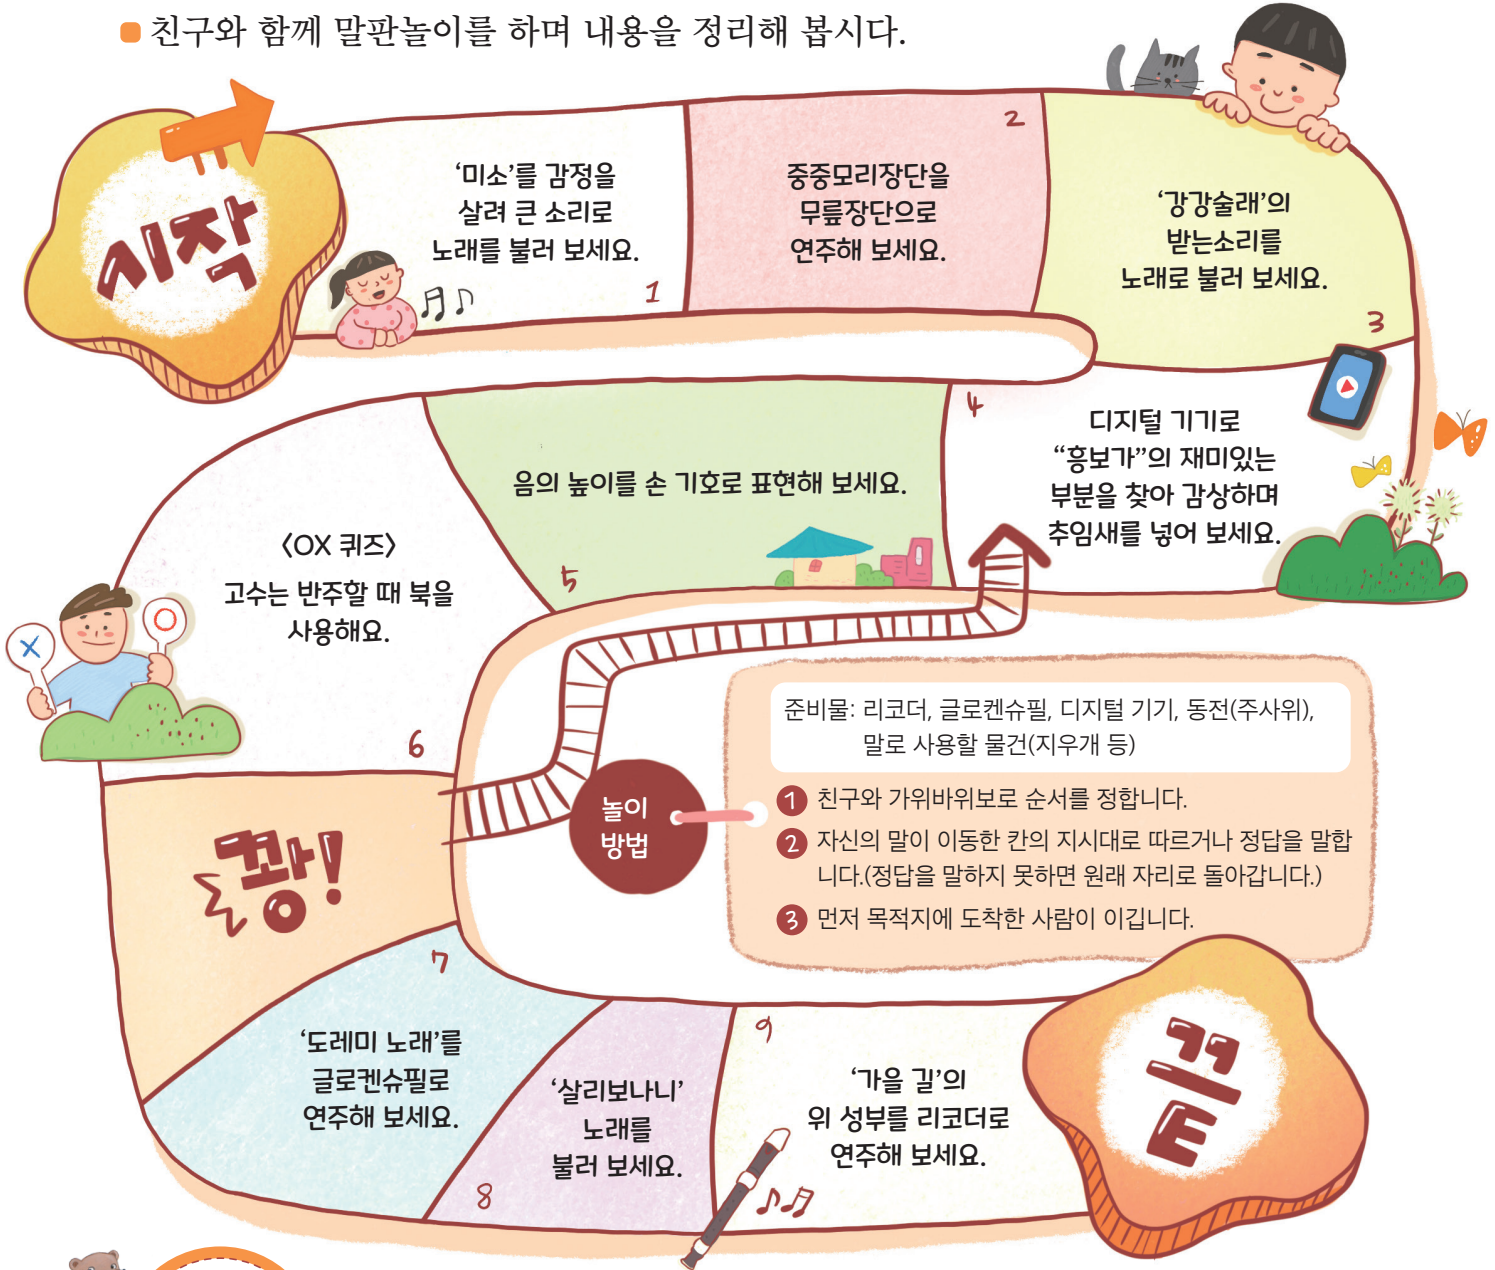 친구와 함께 말판놀이를 하며 내용을 정리해 봅시다.
시작
‘미소’를 감정을
살려 큰 소리로
노래를 불러 보세요.
1
2
중중모리장단을
무릎장단으로
연주해 보세요.
‘강강술래’의
받는소리를
노래로 불러 보세요.
3
4
디지털 기기로
“흥보가”의 재미있는
부분을 찾아 감상하며
추임새를 넣어 보세요.
음의 높이를 손 기호로 표현해 보세요.
5
〈OX 퀴즈〉
고수는 반주할 때 북을
사용해요.
X
O
6
꽝!
7
‘도레미 노래’를
글로켄슈필로
연주해 보세요.
‘살리보나니’
노래를
불러 보세요.
8
9
‘가을 길’의
위 성부를 리코더로
연주해 보세요.
끝
놀이
방법
준비물: 리코더, 글로켄슈필, 디지털 기기, 동전(주사위),
말로 사용할 물건(지우개 등)
1 친구와 가위바위보로 순서를 정합니다.
2 자신의 말이 이동한 칸의 지시대로 따르거나 정답을 말합
니다.(정답을 말하지 못하면 원래 자리로 돌아갑니다.)
3 먼저 목적지에 도착한 사람이 이깁니다.